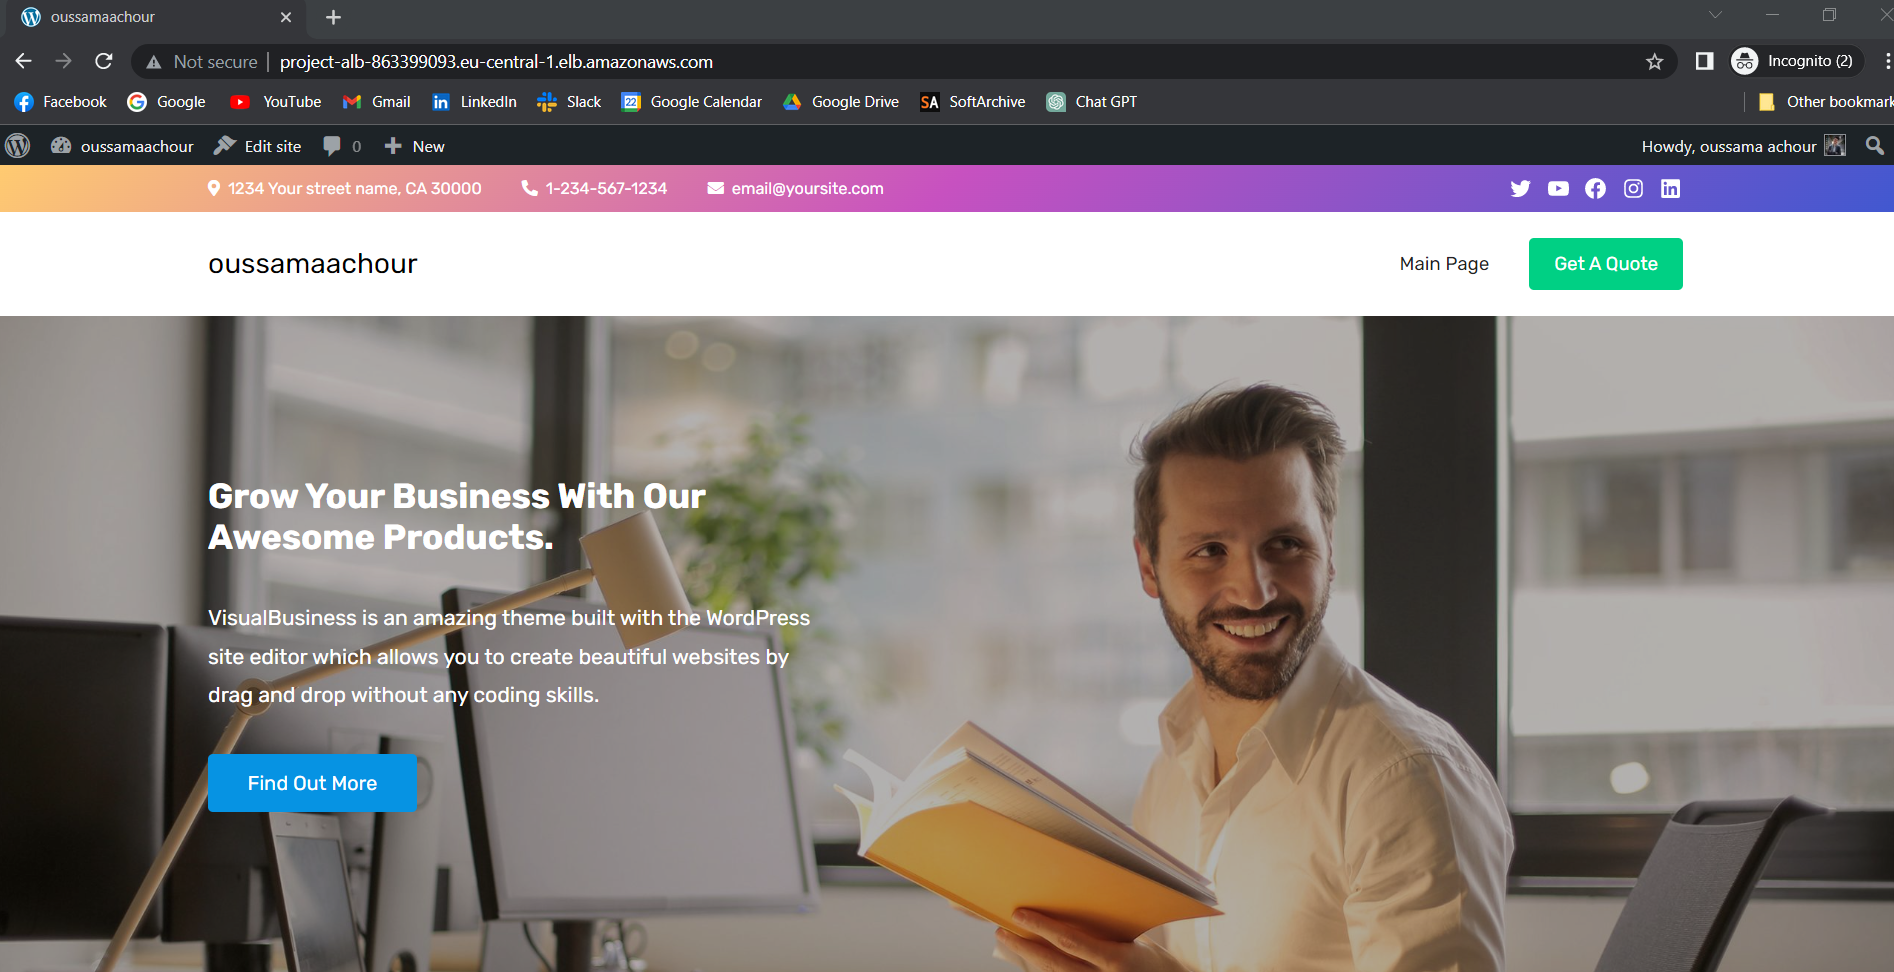 oussamaachour
Not secure project-alb-863399093.eu-central-1.elb.amazonaws.com Incognito (2)
Facebook Google YouTube Gmail LinkedIn 22 Google Calendar Google Drive SA SoftArchive Chat GPT Other bookmark
oussamaachour Edit site 0 New Howdy, oussama achour
1234 Your street name, CA 30000 1-234-567-1234 email@yoursite.com
oussamaachour Main Page Get A Quote
Grow Your Business With Our
Awesome Products.
VisualBusiness is an amazing theme built with the WordPress
site editor which allows you to create beautiful websites by
drag and drop without any coding skills.
Find Out More